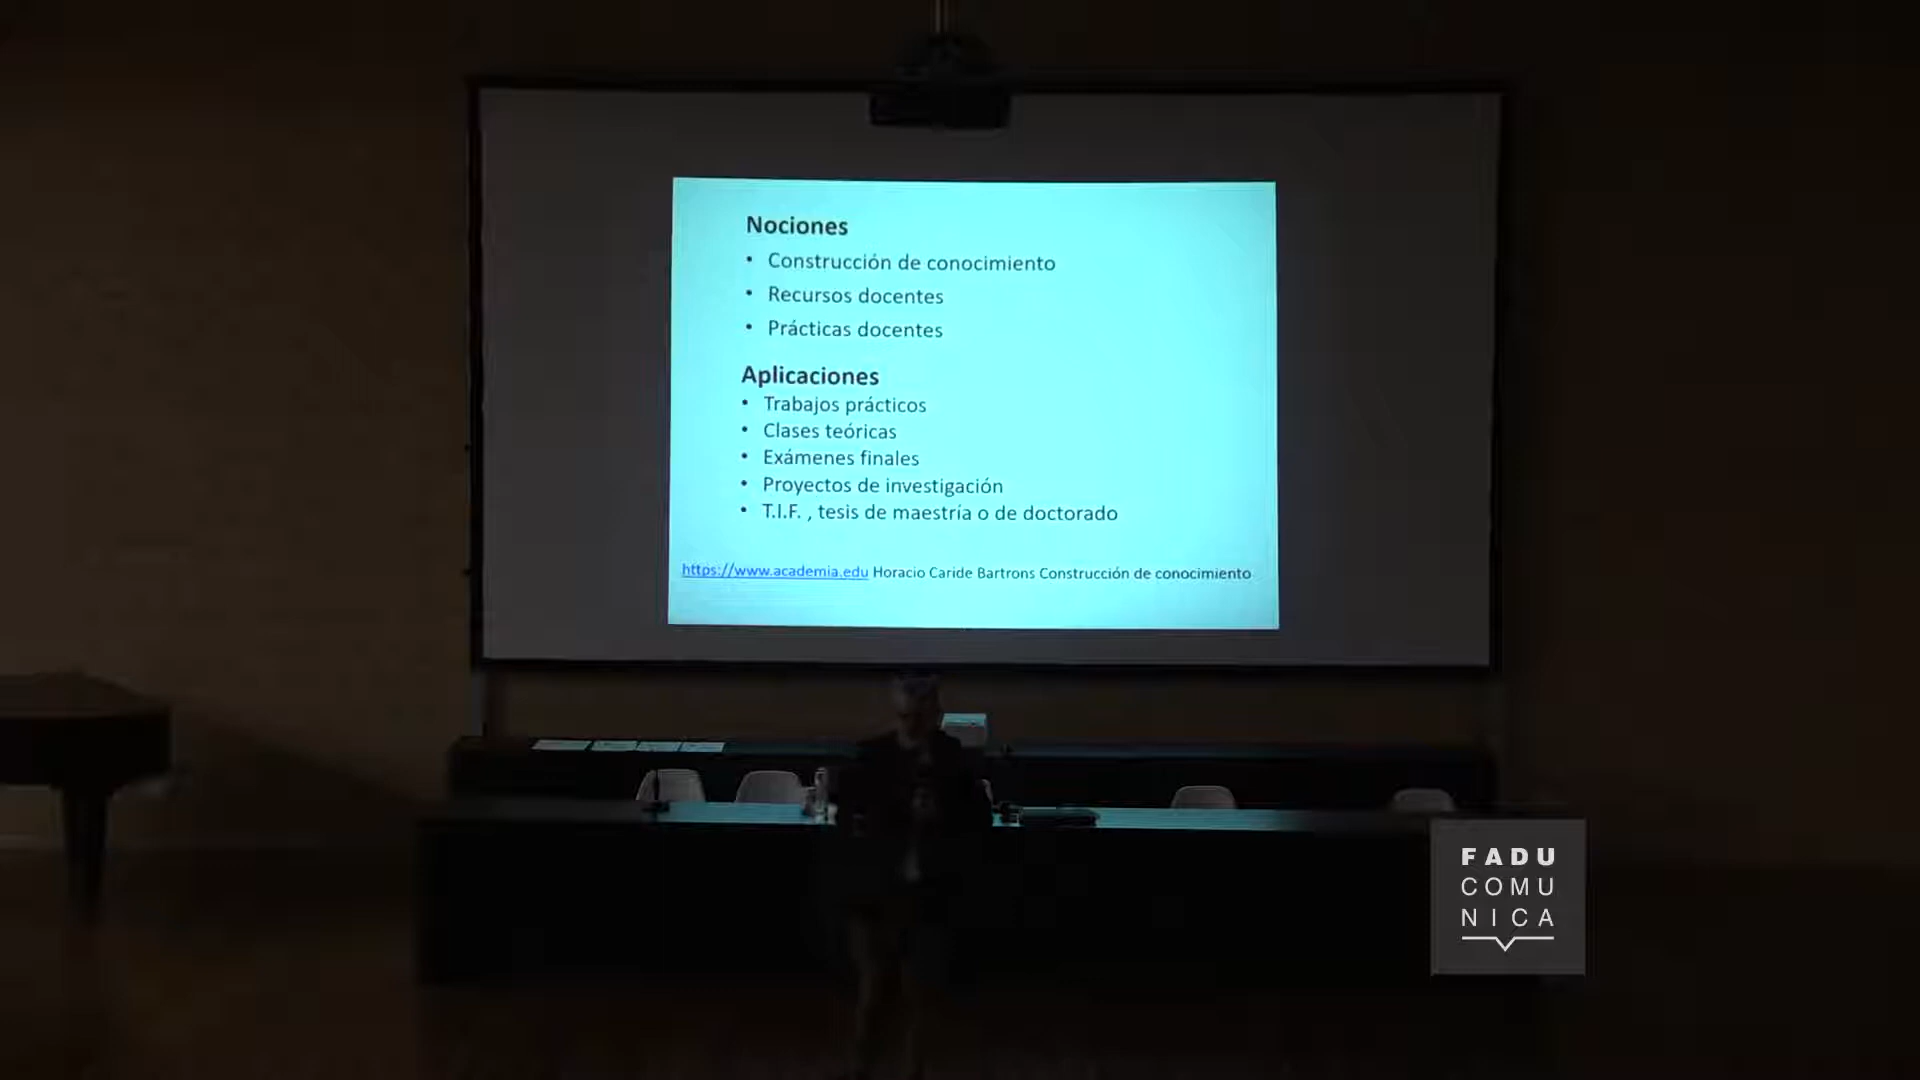 Nociones
• Construcción de conocimiento
• Recursos docentes
• Prácticas docentes
Aplicaciones
• Trabajos prácticos
• Clases teóricas
• Exámenes finales
• Proyectos de investigación
• T.I.F. , tesis de maestría o de doctorado
https://www.academia.edu Horacio Caride Bartrons Construcción de conocimiento
FADU
COMU
NICA